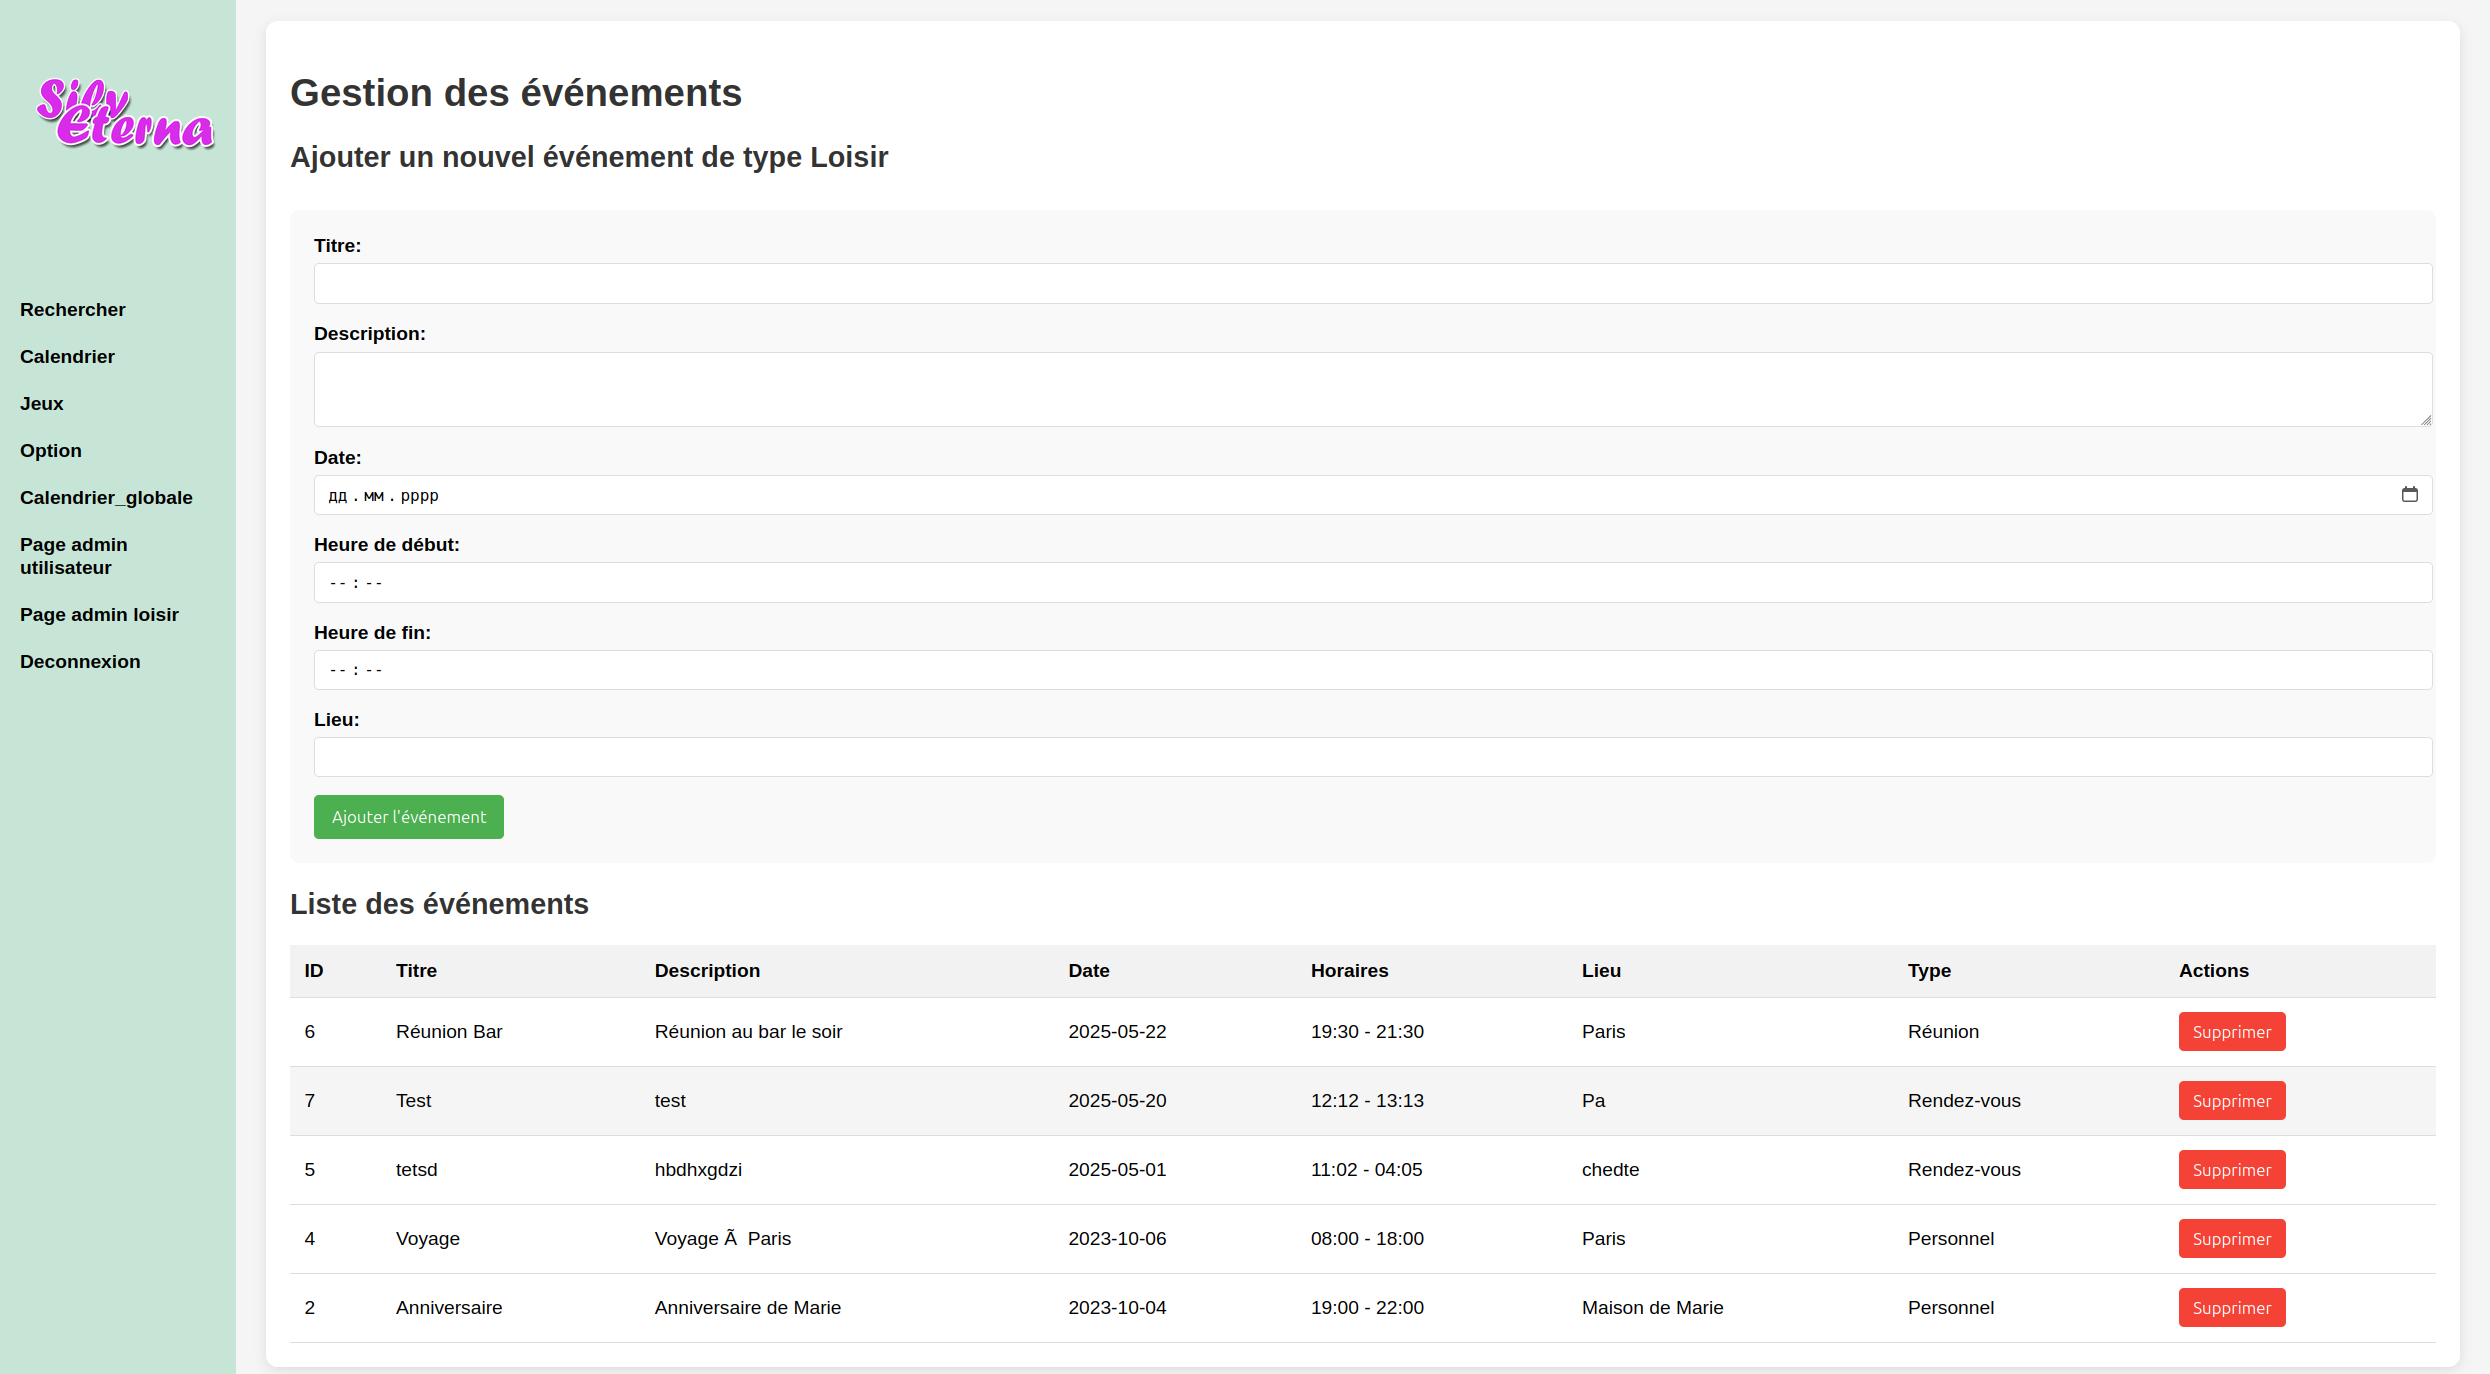 Sily
Eterna
Rechercher
Calendrier
Jeux
Option
Calendrier_globale
Page admin
utilisateur
Page admin loisir
Deconnexion
Gestion des événements
Ajouter un nouvel événement de type Loisir
Titre:
Description:
Date:
дд.мм.рррр
Heure de début:
--:--
Heure de fin:
--:--
Lieu:
Ajouter l'événement
Liste des événements
ID Titre Description Date Horaires Lieu Type Actions
6 Réunion Bar Réunion au bar le soir 2025-05-22 19:30 - 21:30 Paris Réunion Supprimer
7 Test test 2025-05-20 12:12 - 13:13 Pa Rendez-vous Supprimer
5 tetsd hbdhxgdzi 2025-05-01 11:02 - 04:05 chedte Rendez-vous Supprimer
4 Voyage Voyage Ã  Paris 2023-10-06 08:00 - 18:00 Paris Personnel Supprimer
2 Anniversaire Anniversaire de Marie 2023-10-04 19:00 - 22:00 Maison de Marie Personnel Supprimer